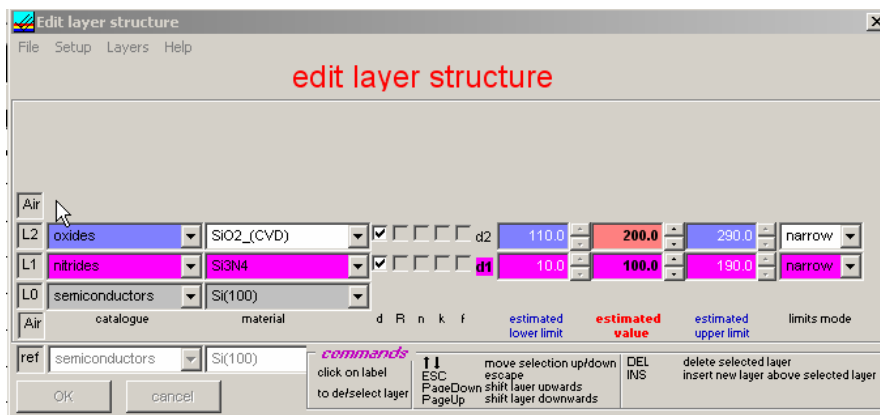 Edit layer structure
File Setup Layers Help
edit layer structure
Air
L2 oxides SiO2_(CVD) d2 110.0 200.0 290.0 narrow
L1 nitrides Si3N4 d1 10.0 100.0 190.0 narrow
L0 semiconductors Si(100)
Air catalogue material d R n k f estimated lower limit estimated value estimated upper limit limits mode
ref semiconductors Si(100)
OK cancel
commands
click on label
to de/select layer
↑↓ move selection up/down
ESC escape
PageDown shift layer upwards
PageUp shift layer downwards
DEL delete selected layer
INS insert new layer above selected layer